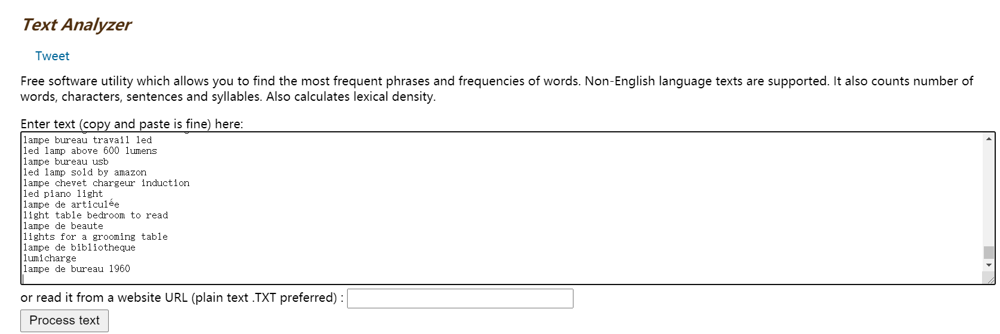 Text Analyzer
Tweet
Free software utility which allows you to find the most frequent phrases and frequencies of words. Non-English language texts are supported. It also counts number of
words, characters, sentences and syllables. Also calculates lexical density.
Enter text (copy and paste is fine) here:
lampe bureau travail led
led lamp above 600 lumens
lampe bureau usb
led lamp sold by amazon
lampe chevet chargeur induction
led piano light
lampe de articulée
light table bedroom to read
lampe de beaute
lights for a grooming table
lampe de bibliotheque
lumicharge
lampe de bureau 1960
or read it from a website URL (plain text .TXT preferred) :
Process text